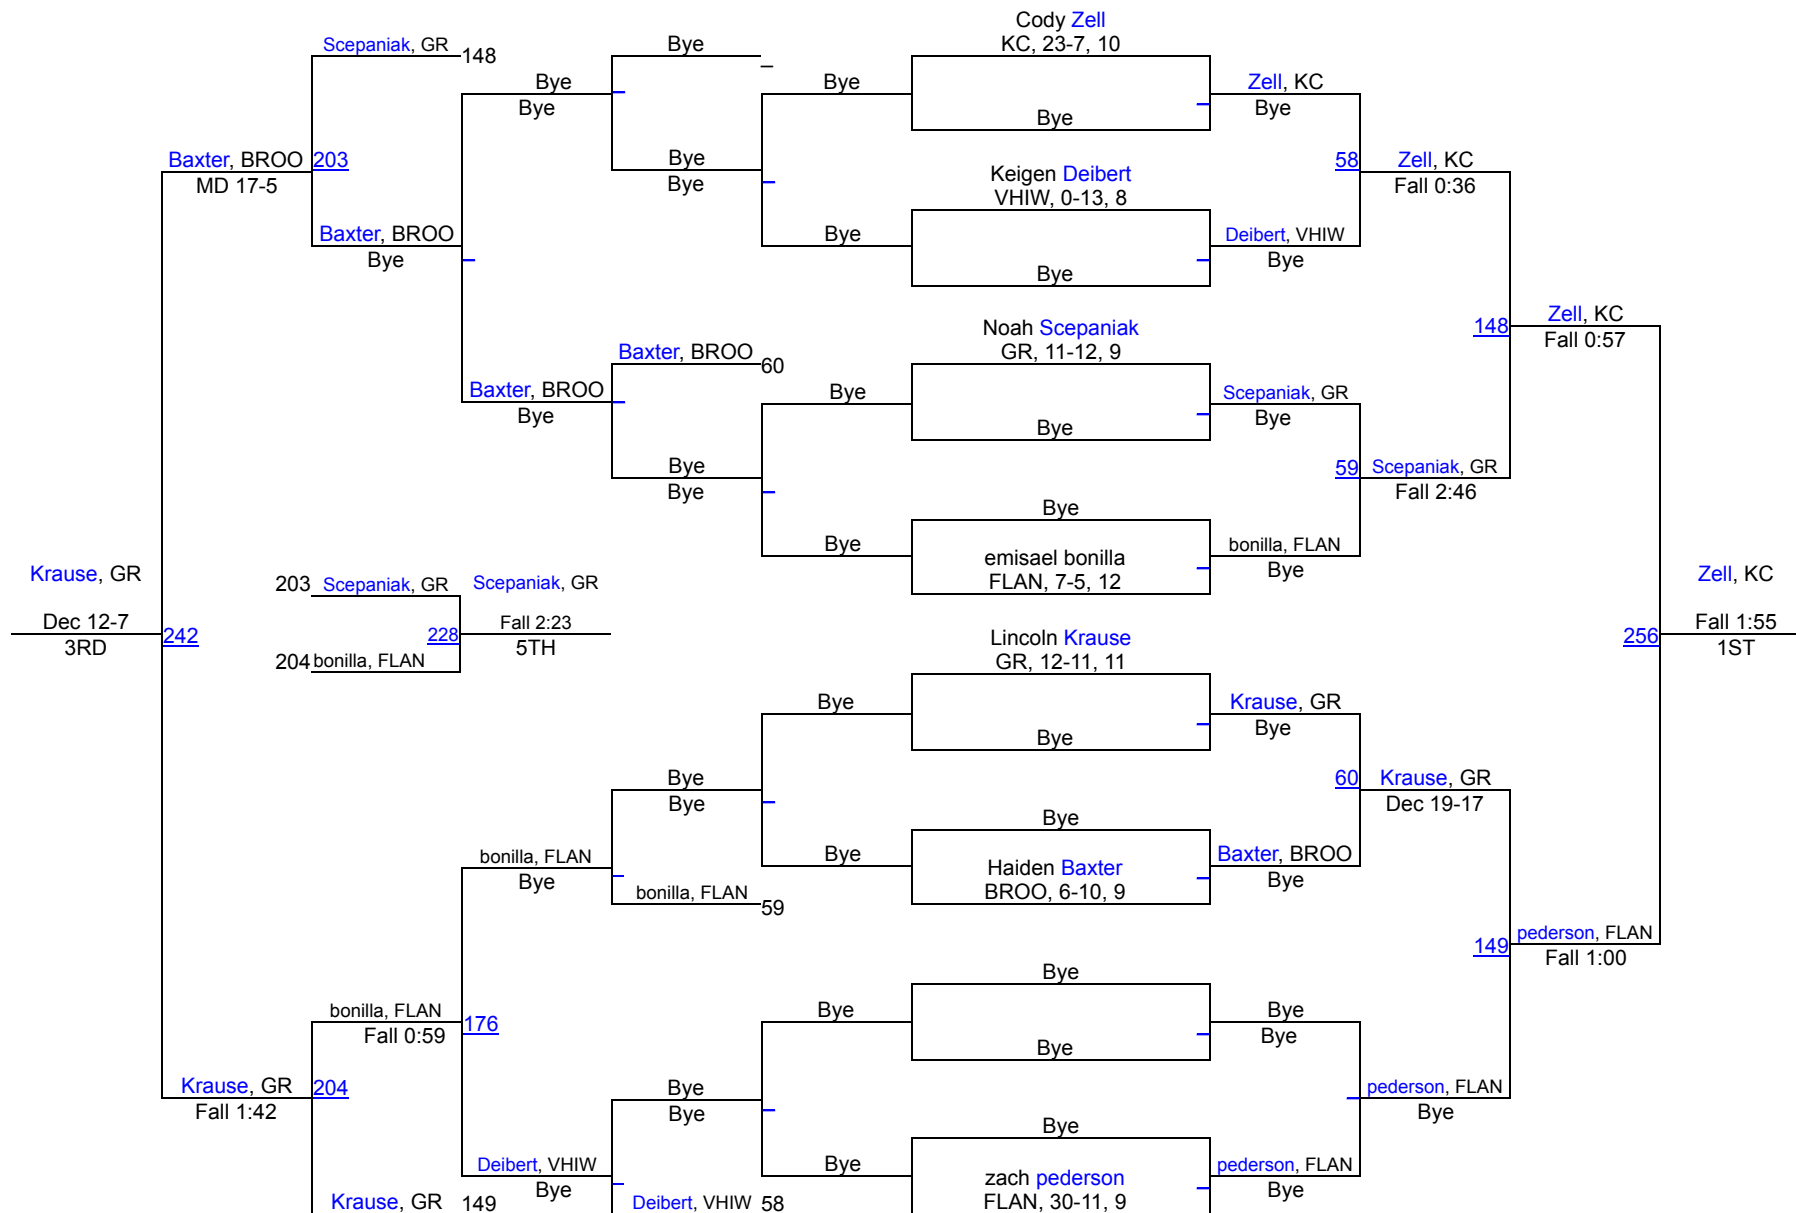 Cody Zell
KC, 23-7, 10
Scepaniak, GR
148
Bye
Bye
Bye
Bye
Zell, KC
Bye
Bye
Bye
Baxter, BROO
203
MD 17-5
Bye
Bye
Keigen Deibert
VHIW, 0-13, 8
58
Zell, KC
Fall 0:36
Baxter, BROO
Bye
Bye
Deibert, VHIW
Bye
Bye
Noah Scepaniak
GR, 11-12, 9
148
Zell, KC
Fall 0:57
Baxter, BROO
60
Baxter, BROO
Bye
Bye
Scepaniak, GR
Bye
Bye
Bye
Bye
59
Scepaniak, GR
Fall 2:46
Bye
Bye
emisael bonilla
FLAN, 7-5, 12
bonilla, FLAN
Bye
Krause, GR
Dec 12-7
3RD
242
203
Scepaniak, GR
204
bonilla, FLAN
228
Scepaniak, GR
Fall 2:23
5TH
Zell, KC
256
Fall 1:55
1ST
Lincoln Krause
GR, 12-11, 11
Bye
Bye
Krause, GR
Bye
Bye
Bye
60
Krause, GR
Dec 19-17
Bye
bonilla, FLAN
Bye
Bye
Haiden Baxter
BROO, 6-10, 9
Baxter, BROO
Bye
bonilla, FLAN
59
149
pederson, FLAN
Fall 1:00
Bye
bonilla, FLAN
Fall 0:59
176
Bye
Bye
Bye
Bye
Krause, GR
204
Fall 1:42
Bye
Bye
pederson, FLAN
Bye
Bye
Deibert, VHIW
Bye
Bye
zach pederson
FLAN, 30-11, 9
pederson, FLAN
Bye
Krause, GR
149
Deibert, VHIW
58